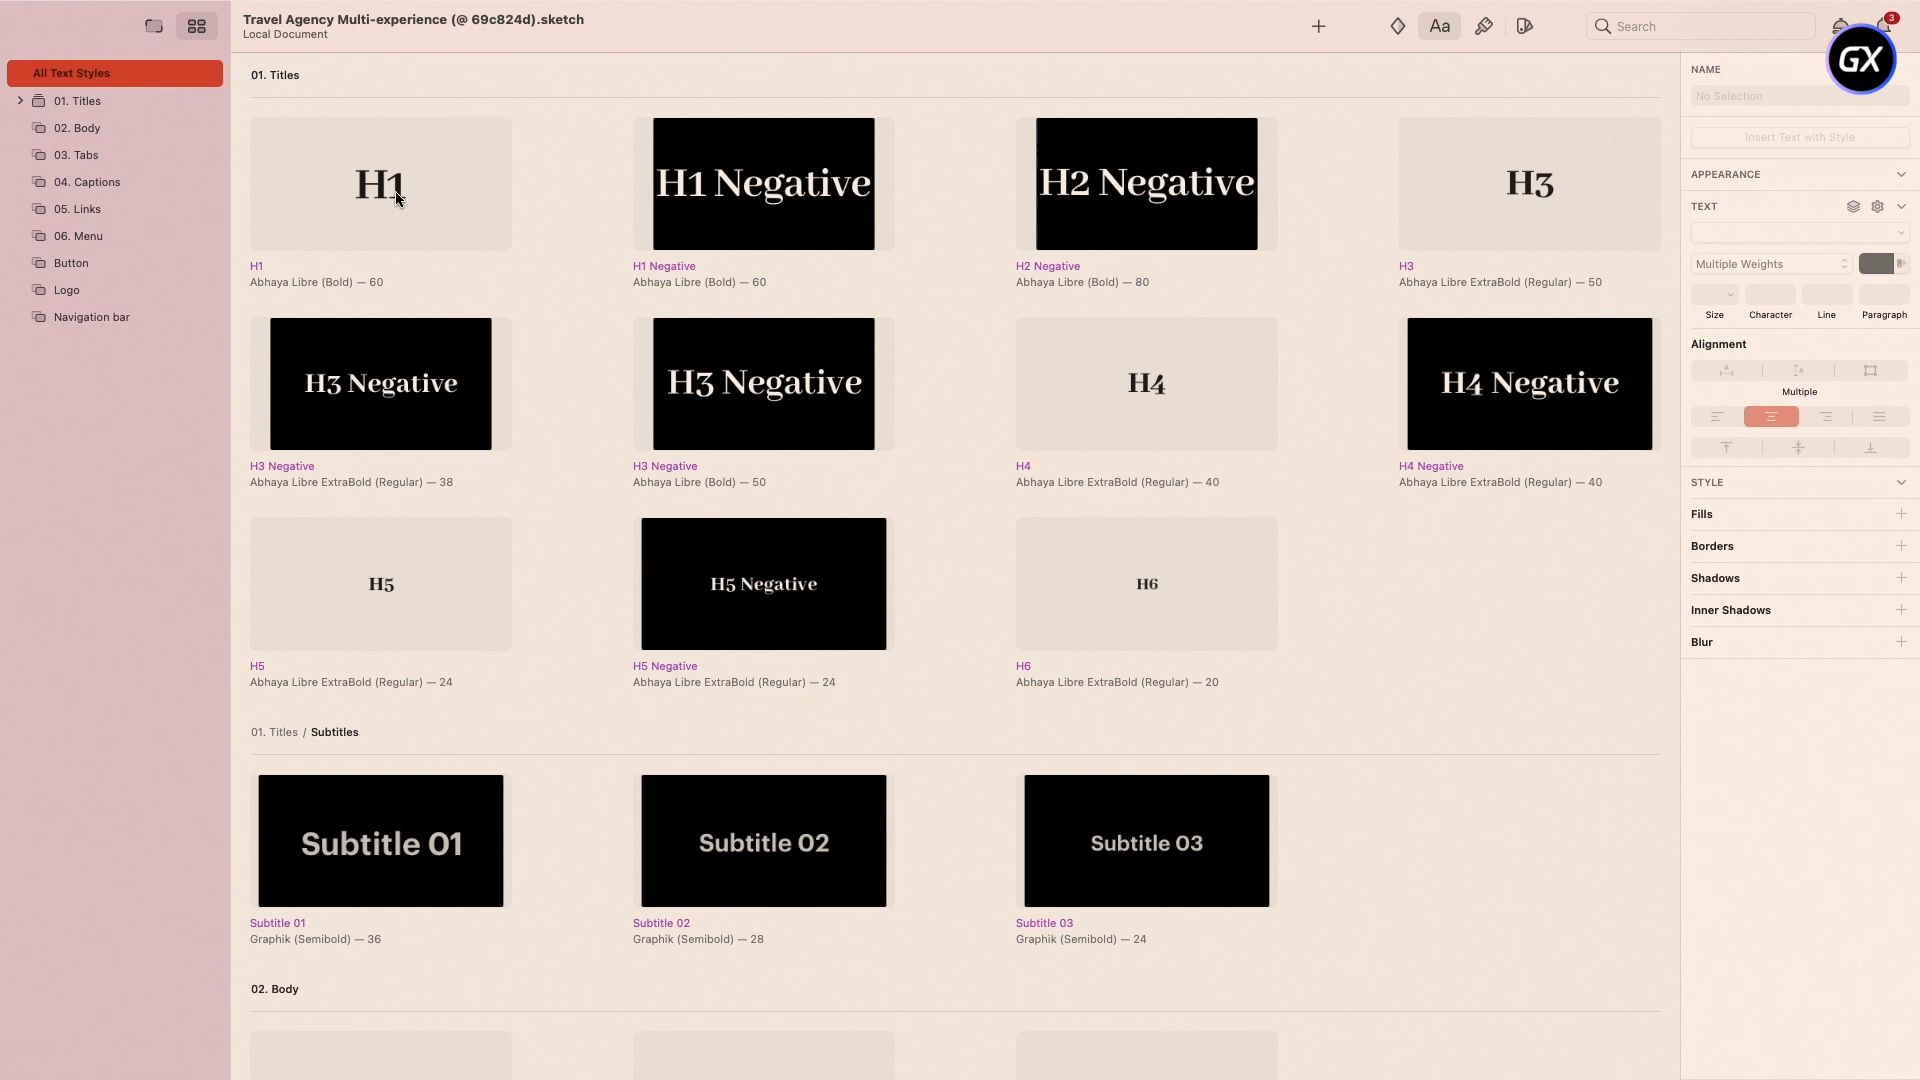 Travel Agency Multi-experience (@ 69c824d).sketch
Local Document
Aa
Search
3
GX
All Text Styles
01. Titles
02. Body
03. Tabs
04. Captions
05. Links
06. Menu
Button
Logo
Navigation bar
01. Titles
H1
H1 Negative
H2 Negative
H3
H1
H1 Negative
H2 Negative
H3
Abhaya Libre (Bold) — 60
Abhaya Libre (Bold) — 60
Abhaya Libre (Bold) — 80
Abhaya Libre ExtraBold (Regular) — 50
H3 Negative
H3 Negative
H4
H4 Negative
H3 Negative
H3 Negative
H4
H4 Negative
Abhaya Libre ExtraBold (Regular) — 38
Abhaya Libre (Bold) — 50
Abhaya Libre ExtraBold (Regular) — 40
Abhaya Libre ExtraBold (Regular) — 40
H5
H5 Negative
H6
H5
H5 Negative
H6
Abhaya Libre ExtraBold (Regular) — 24
Abhaya Libre ExtraBold (Regular) — 24
Abhaya Libre ExtraBold (Regular) — 20
01. Titles / Subtitles
Subtitle 01
Subtitle 02
Subtitle 03
Subtitle 01
Subtitle 02
Subtitle 03
Graphik (Semibold) — 36
Graphik (Semibold) — 28
Graphik (Semibold) — 24
02. Body
NAME
No Selection
Insert Text with Style
APPEARANCE
TEXT
Multiple Weights
Size
Character
Line
Paragraph
Alignment
Multiple
STYLE
Fills
Borders
Shadows
Inner Shadows
Blur